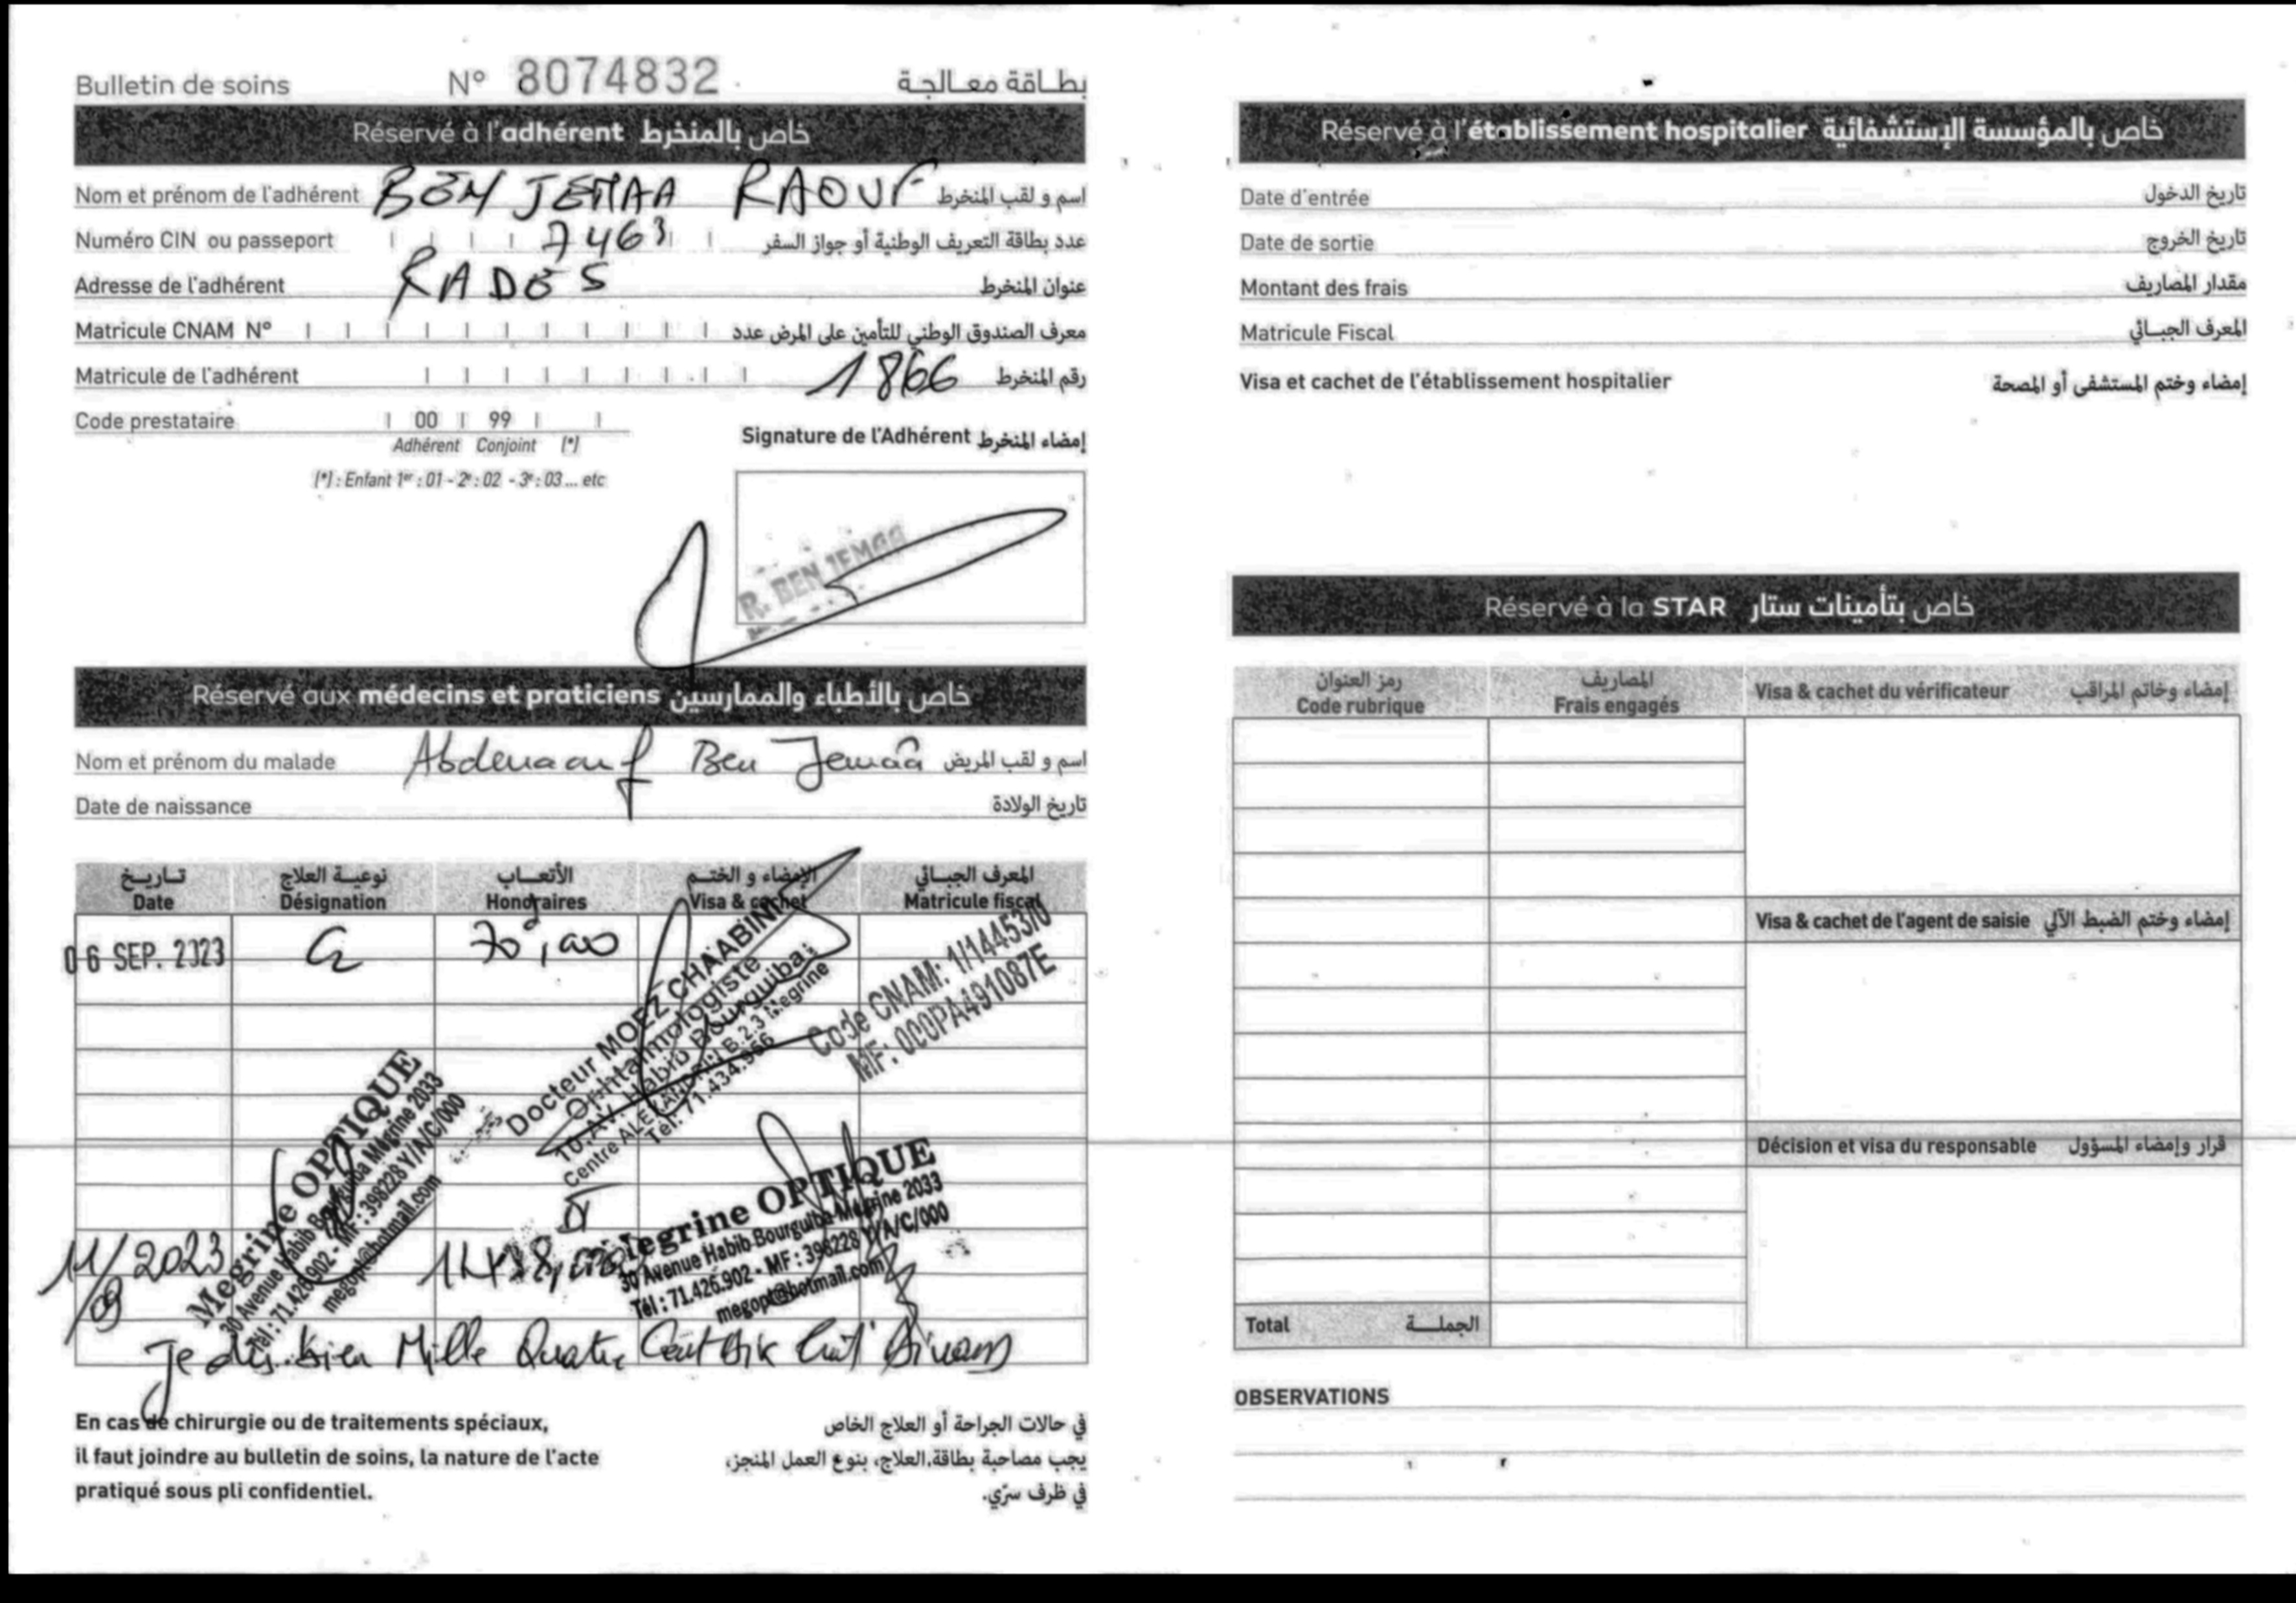 Bulletin de soins N° 8074832 بطاقة معالجة
Réservé à l'adhérent خاص بالمنخرط
Nom et prénom de l'adhérent BEN JEMAA RAOUF اسم و لقب المنخرط
Numéro CIN ou passeport 7463 عدد بطاقة التعريف الوطنية أو جواز السفر
Adresse de l'adhérent RADES عنوان المنخرط
Matricule CNAM N° معرف الصندوق الوطني للتأمين على المرض عدد
Matricule de l'adhérent 1866 رقم المنخرط
Code prestataire 00 99
Adhérent Conjoint (*)
(*) : Enfant 1er : 01 - 2e : 02 - 3e : 03 ... etc
Signature de l'Adhérent إمضاء المنخرط
R. BEN JEMAA
Réservé aux médecins et praticiens خاص بالأطباء والممارسين
Nom et prénom du malade Abderaouf Ben Jemaâ اسم و لقب المريض
Date de naissance تاريخ الولادة
تاريخ نوعية العلاج الأتعاب الإمضاء و الختم المعرف الجبائي
Date Désignation Honoraires Visa & cachet Matricule fiscal
06 SEP. 2023 C2 70d,000
Docteur MOEZ CHAABINI
Ophtalmologiste
10, AV. Habib Bourguiba
Centre ALEXANDRIN B.2.3 Megrine
Tél: 71.434.966
Code CNAM: 1/14453/0
MF: 000PA491087E
Megrine OPTIQUE
30 Avenue Habib Bourguiba Mégrine 2033
Tél : 71.426.902 - MF : 398228 Y/A/C/000
megopt@hotmail.com
11/09/2023 1418,000
Megrine OPTIQUE
30 Avenue Habib Bourguiba Mégrine 2033
Tél : 71.426.902 - MF : 398228 Y/A/C/000
megopt@hotmail.com
Je dis bien Mille Quatre Cent Dix huit Dinars
En cas de chirurgie ou de traitements spéciaux,
il faut joindre au bulletin de soins, la nature de l'acte
pratiqué sous pli confidentiel.
في حالات الجراحة أو العلاج الخاص
يجب مصاحبة بطاقة العلاج، بنوع العمل المنجز،
في ظرف سرّي.
Réservé à l'établissement hospitalier خاص بالمؤسسة الإستشفائية
Date d'entrée تاريخ الدخول
Date de sortie تاريخ الخروج
Montant des frais مقدار المصاريف
Matricule Fiscal المعرف الجبائي
Visa et cachet de l'établissement hospitalier إمضاء وختم المستشفى أو المصحة
Réservé à la STAR خاص بتأمينات ستار
رمز العنوان المصاريف
Code rubrique Frais engagés
Visa & cachet du vérificateur إمضاء وخاتم المراقب
Visa & cachet de l'agent de saisie إمضاء وختم الضبط الآلي
Décision et visa du responsable قرار وإمضاء المسؤول
Total الجملة
OBSERVATIONS